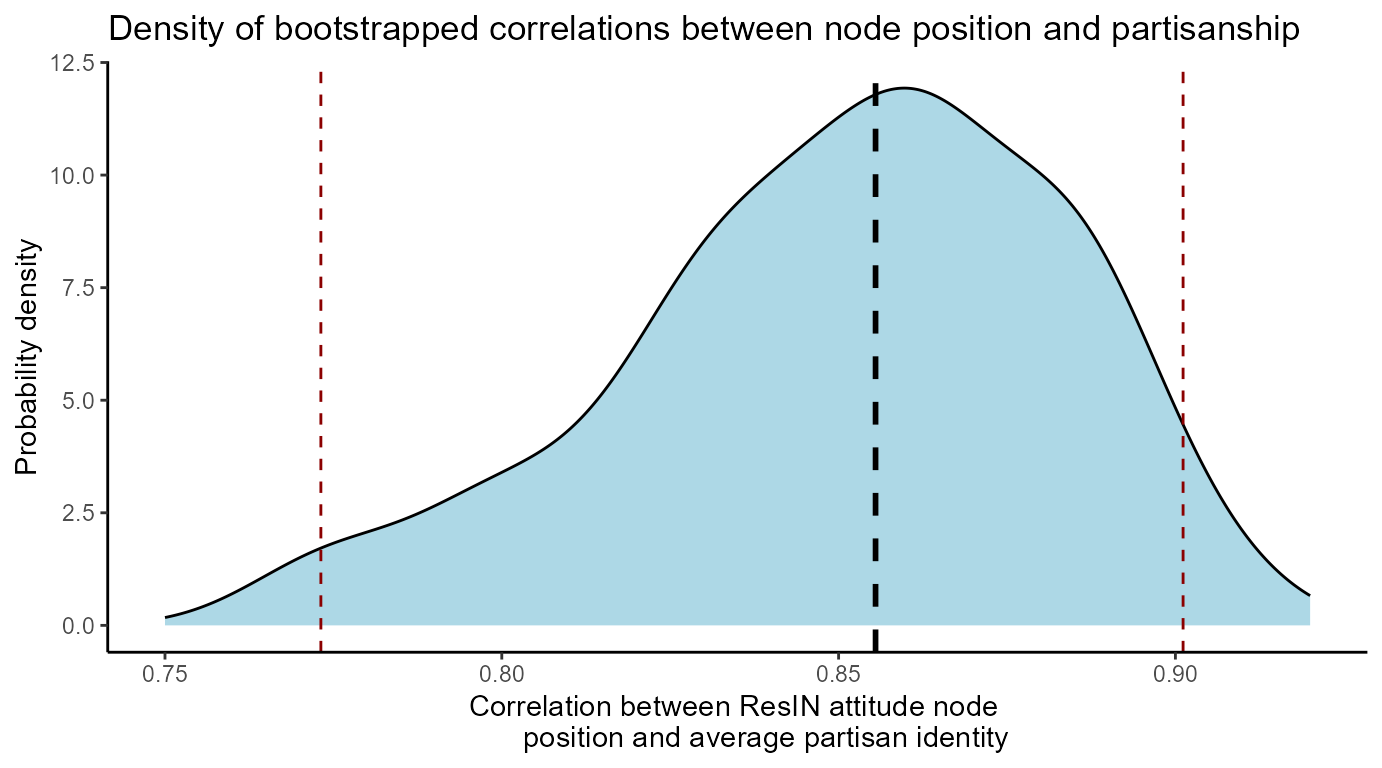 Density of bootstrapped correlations between node position and partisanship
12.5
10.0
7.5
5.0
2.5
0.0
Probability density
0.75 0.80 0.85 0.90
Correlation between ResIN attitude node
position and average partisan identity